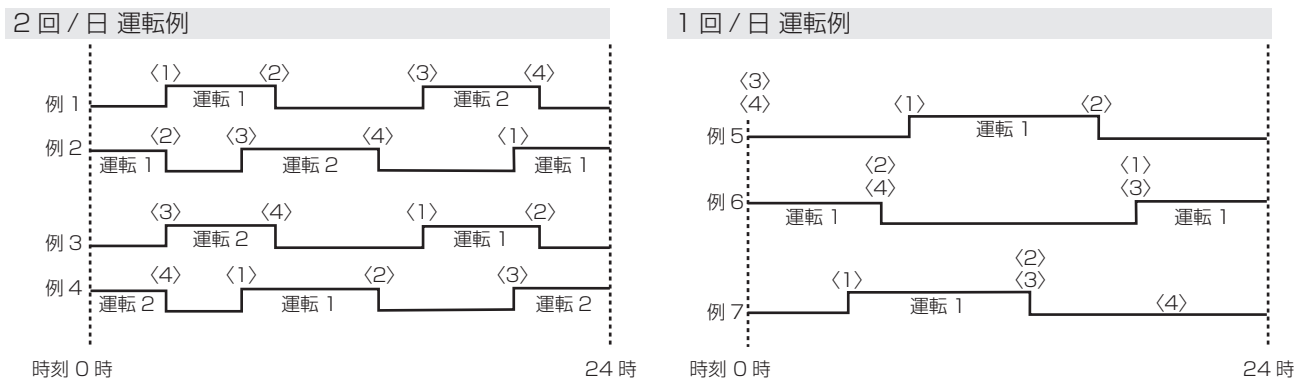 2 回 / 日 運転例
〈1〉 〈2〉 〈3〉 〈4〉
例 1 運転 1 運転 2
〈2〉 〈3〉 〈4〉 〈1〉
例 2 運転 1 運転 2 運転 1
〈3〉 〈4〉 〈1〉 〈2〉
例 3 運転 2 運転 1
〈4〉 〈1〉 〈2〉 〈3〉
例 4 運転 2 運転 1 運転 2
時刻 0 時 24 時
1 回 / 日 運転例
〈3〉
〈4〉 〈1〉 〈2〉
例 5 運転 1
〈2〉 〈1〉
〈4〉 〈3〉
例 6 運転 1 運転 1
〈2〉
〈1〉 〈3〉
例 7 運転 1 〈4〉
時刻 0 時 24 時